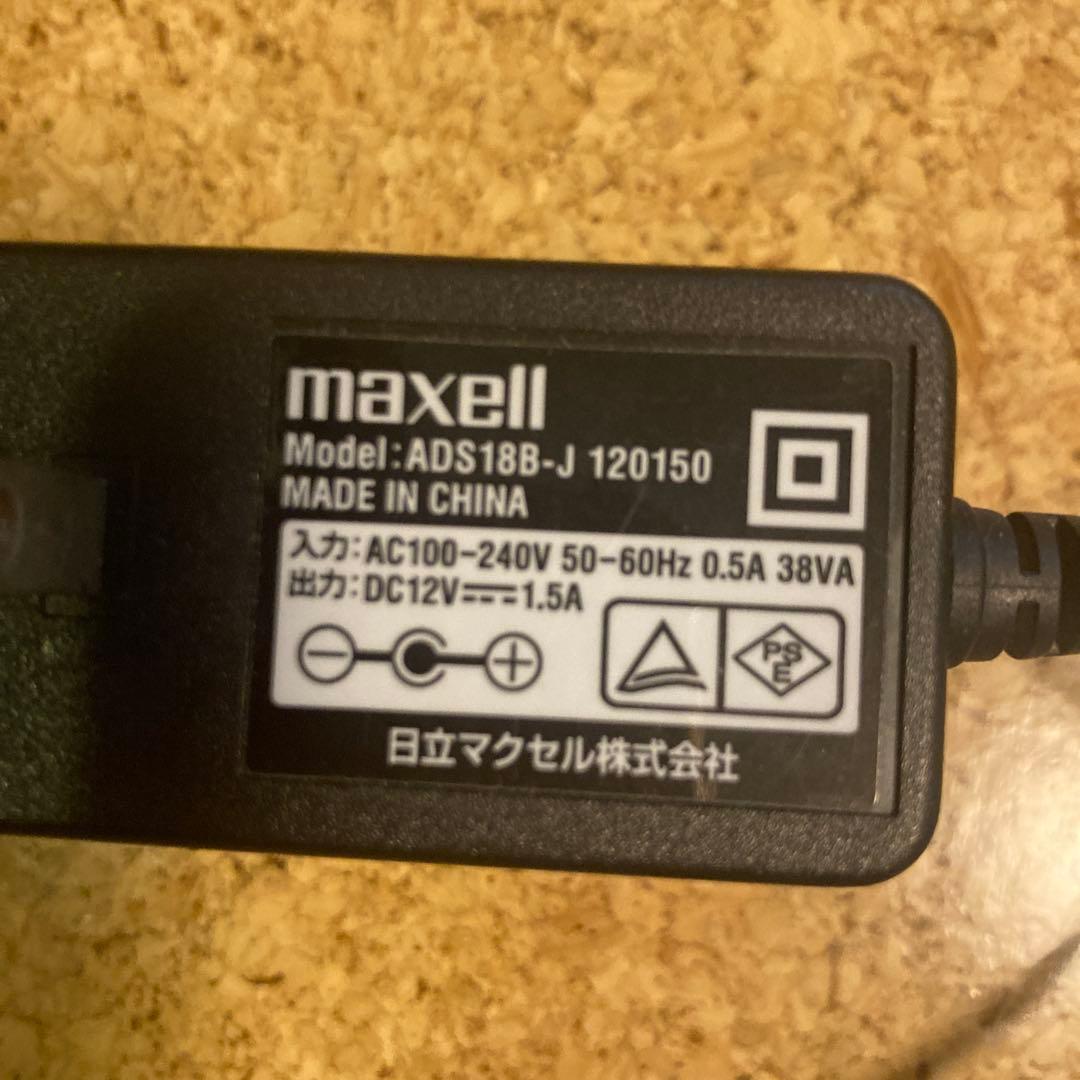 maxell
Model:ADS18B-J 120150
MADE IN CHINA
入力:AC100-240V 50-60Hz 0.5A 38VA
出力:DC12V⎓1.5A
PSE
日立マクセル株式会社